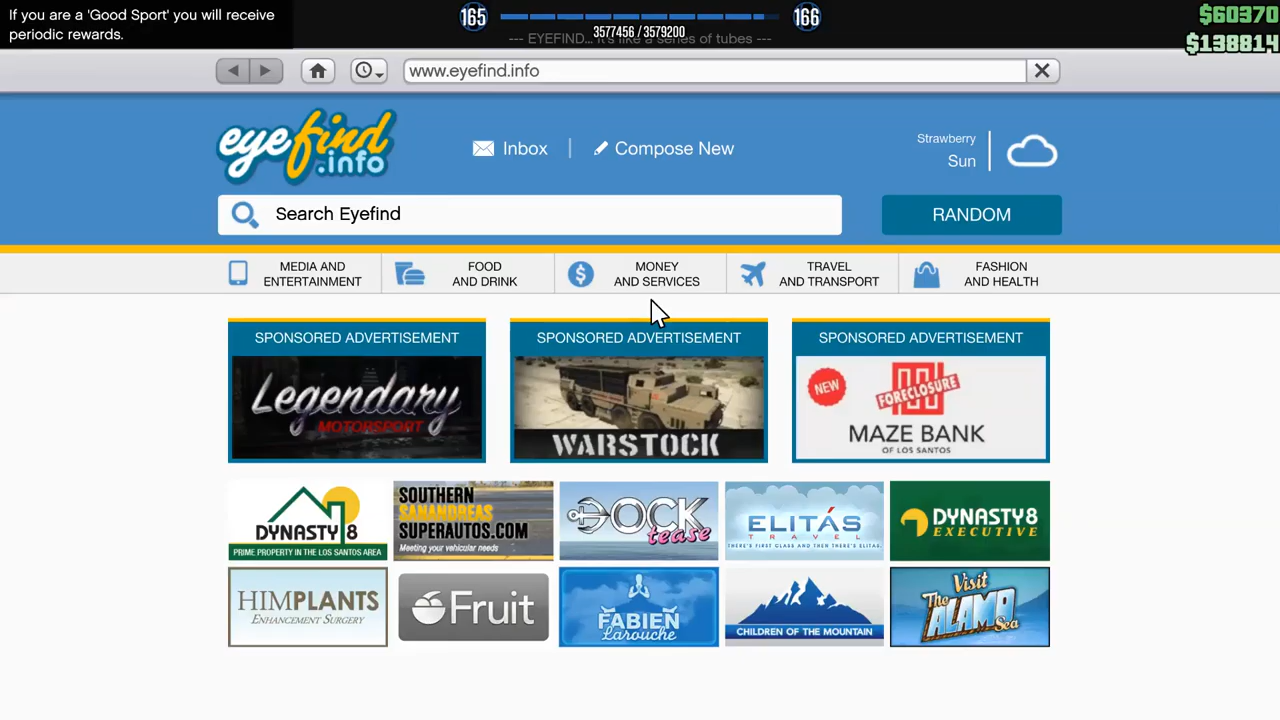 If you are a 'Good Sport' you will receive
periodic rewards.
165
3577456 / 3579200
166
--- EYEFIND... It's like a series of tubes ---
$60370
$138814
www.eyefind.info
eyefind
.info
Inbox
Compose New
Strawberry
Sun
Search Eyefind
RANDOM
MEDIA AND
ENTERTAINMENT
FOOD
AND DRINK
MONEY
AND SERVICES
TRAVEL
AND TRANSPORT
FASHION
AND HEALTH
SPONSORED ADVERTISEMENT
Legendary
MOTORSPORT
SPONSORED ADVERTISEMENT
WARSTOCK
SPONSORED ADVERTISEMENT
NEW
FORECLOSURE
MAZE BANK
OF LOS SANTOS
DYNASTY 8
PRIME PROPERTY IN THE LOS SANTOS AREA
SOUTHERN
SANANDREAS
SUPERAUTOS.COM
Meeting your vehicular needs
DOCK
tease
ELITÁS
TRAVEL
THERE'S FIRST CLASS AND THEN THERE'S ELITAS
DYNASTY 8
EXECUTIVE
HIMPLANTS
ENHANCEMENT SURGERY
Fruit
FABIEN
Larouche
CHILDREN OF THE MOUNTAIN
Visit
The
ALAMO
Sea